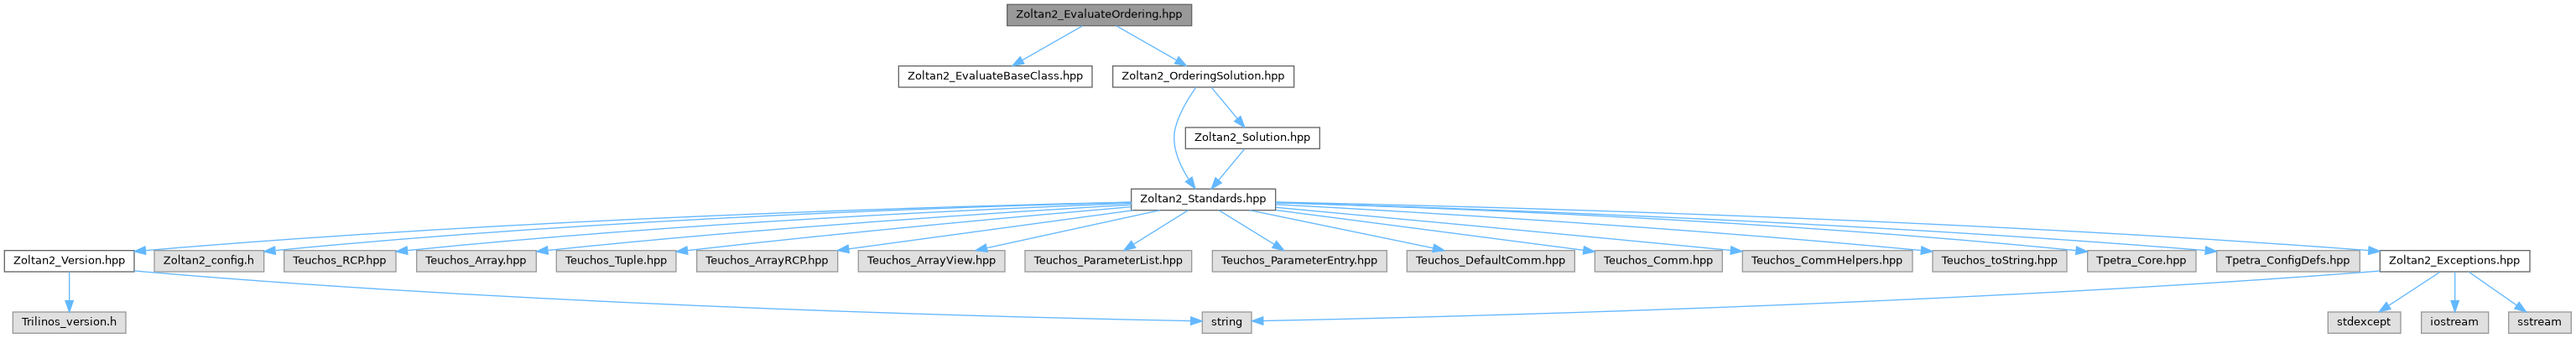 Zoltan2_EvaluateOrdering.hpp
Zoltan2_EvaluateBaseClass.hpp
Zoltan2_OrderingSolution.hpp
Zoltan2_Solution.hpp
Zoltan2_Standards.hpp
Zoltan2_Version.hpp
Zoltan2_config.h
Teuchos_RCP.hpp
Teuchos_Array.hpp
Teuchos_Tuple.hpp
Teuchos_ArrayRCP.hpp
Teuchos_ArrayView.hpp
Teuchos_ParameterList.hpp
Teuchos_ParameterEntry.hpp
Teuchos_DefaultComm.hpp
Teuchos_Comm.hpp
Teuchos_CommHelpers.hpp
Teuchos_toString.hpp
Tpetra_Core.hpp
Tpetra_ConfigDefs.hpp
Zoltan2_Exceptions.hpp
Trilinos_version.h
string
stdexcept
iostream
sstream